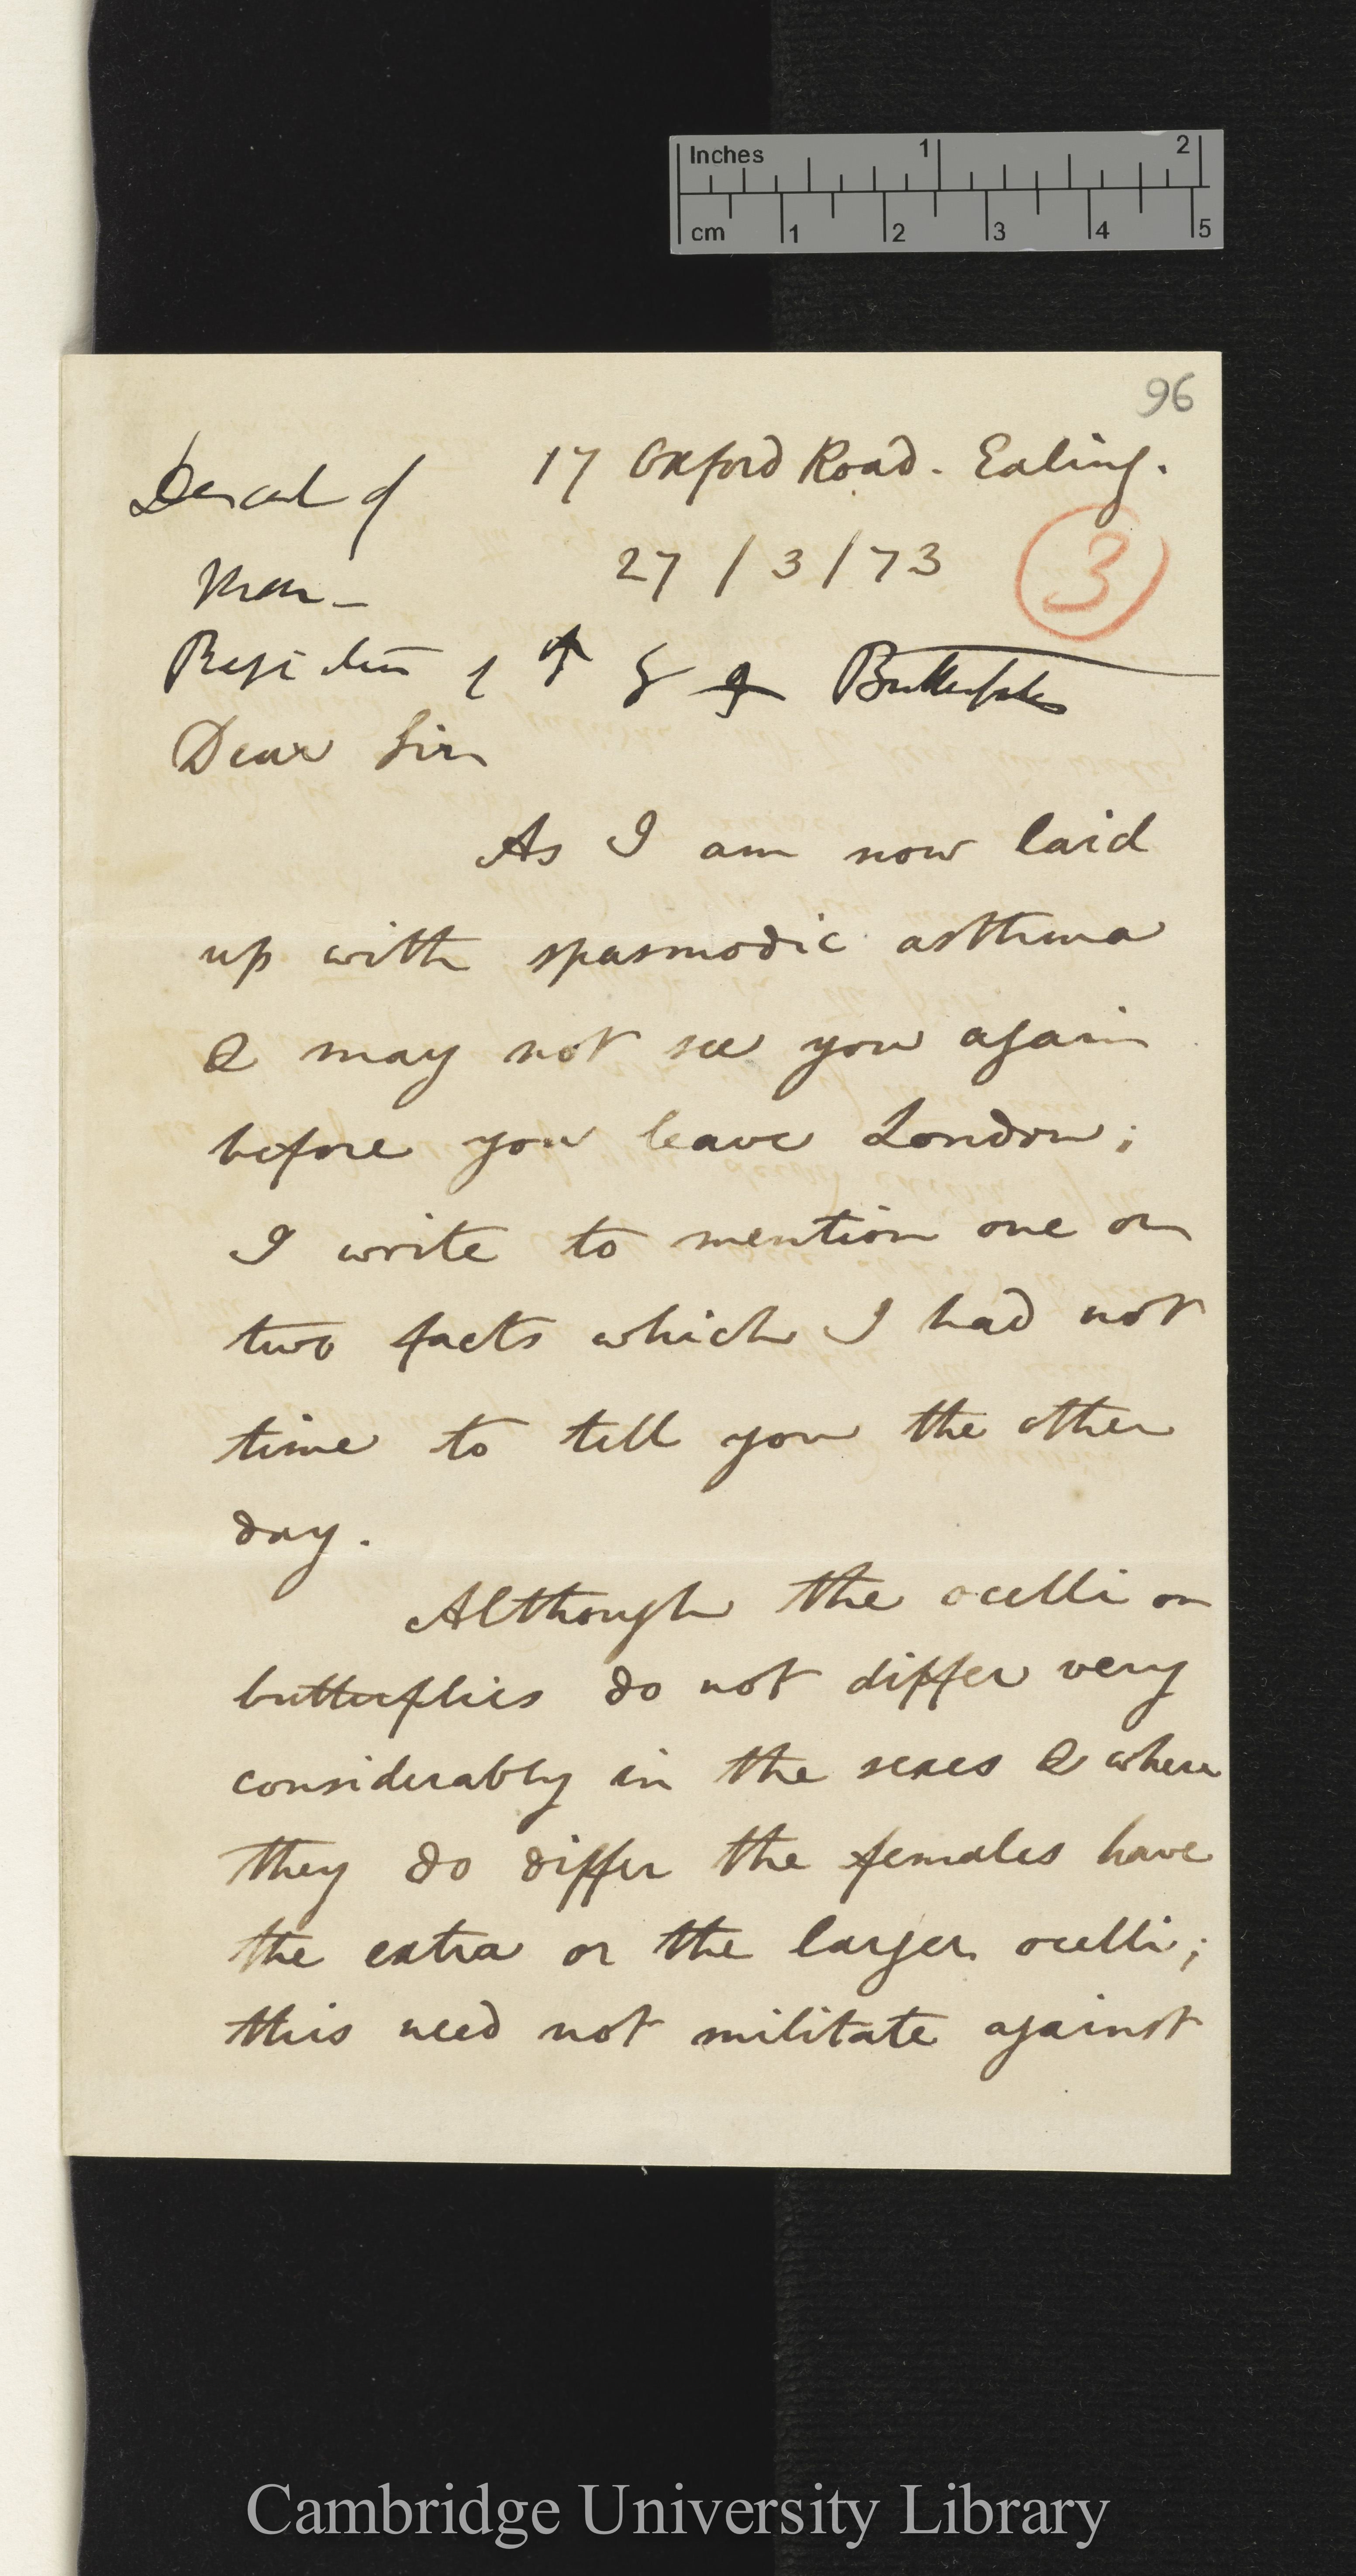 Inches 1 2
cm 1 2 3 4 5
96
17 Oxford Road. Ealing.
27/3/73
3
Descent of
Man—
♂ & ♀ Butterflies
Dear Sir
As I am now laid
up with spasmodic asthma
& may not see you again
before you leave London;
I write to mention one or
two facts which I had not
time to tell you the other
day.
Although the ocelli on
butterflies do not differ very
considerably in the sexes & where
they do differ the females have
the extra or the larger ocelli;
this need not militate against
Cambridge University Library